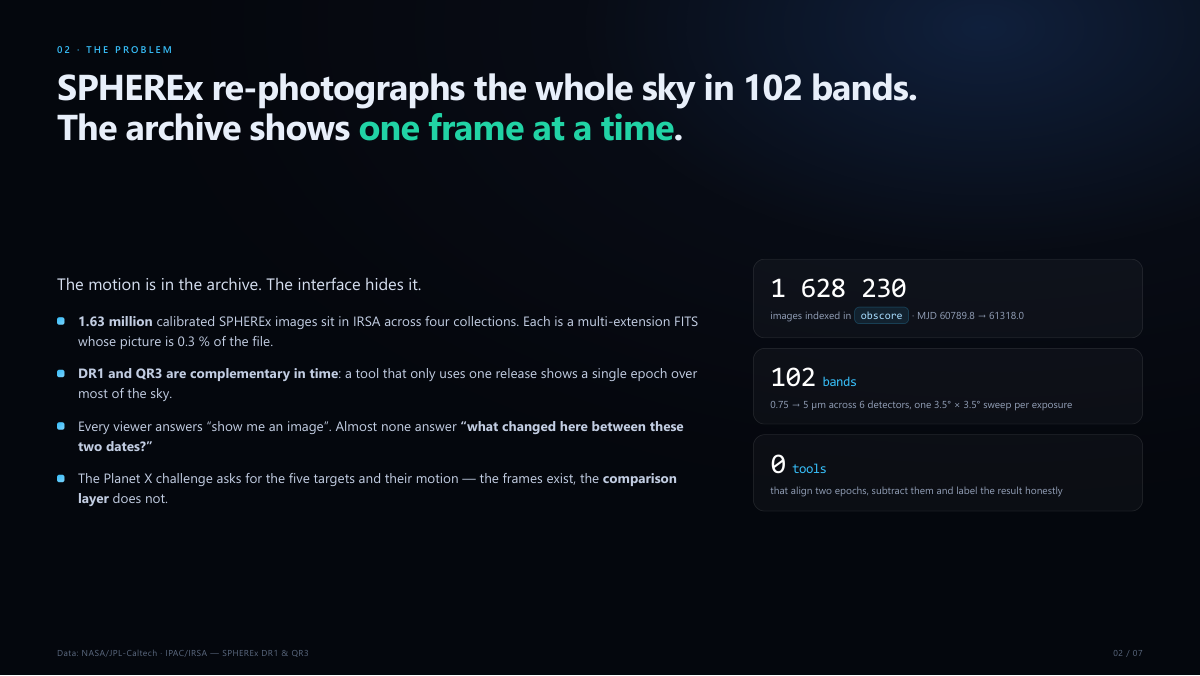 02 · THE PROBLEM
SPHEREx re-photographs the whole sky in 102 bands.
The archive shows one frame at a time.
The motion is in the archive. The interface hides it.
1.63 million calibrated SPHEREx images sit in IRSA across four collections. Each is a multi-extension FITS
whose picture is 0.3 % of the file.
DR1 and QR3 are complementary in time: a tool that only uses one release shows a single epoch over
most of the sky.
Every viewer answers “show me an image”. Almost none answer “what changed here between these
two dates?”
The Planet X challenge asks for the five targets and their motion — the frames exist, the comparison
layer does not.
1 628 230
images indexed in obscore · MJD 60789.8 → 61318.0
102 bands
0.75 → 5 µm across 6 detectors, one 3.5° × 3.5° sweep per exposure
0 tools
that align two epochs, subtract them and label the result honestly
Data: NASA/JPL-Caltech · IPAC/IRSA — SPHEREx DR1 & QR3
02 / 07